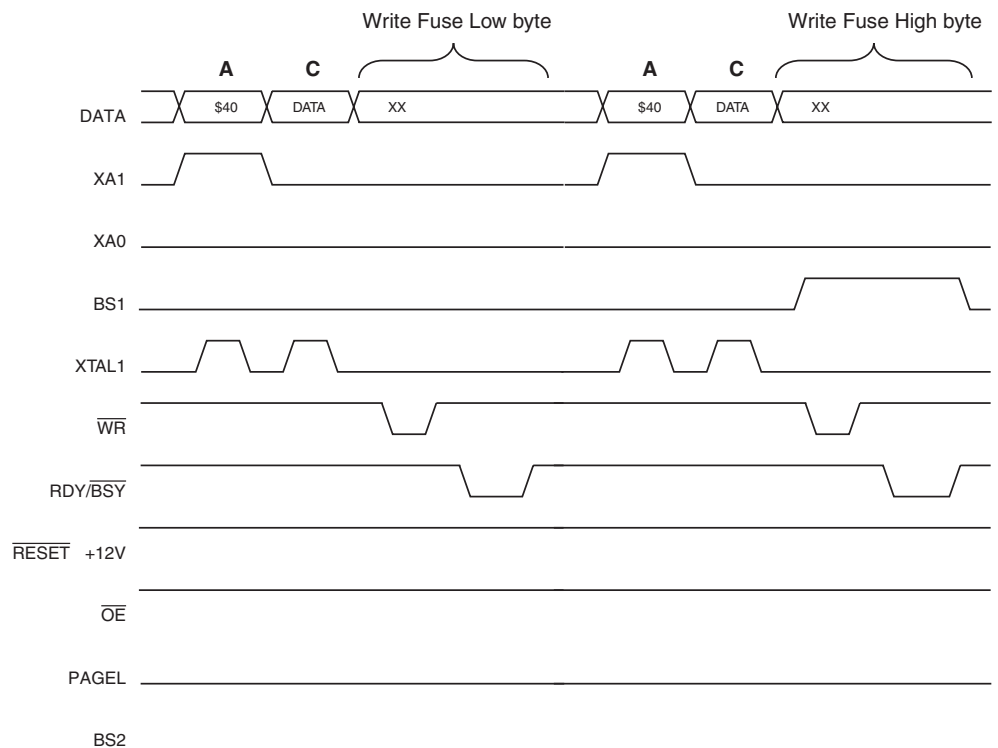 Write Fuse Low byte Write Fuse High byte
A C A C
DATA $40 DATA XX $40 DATA XX
XA1
XA0
BS1
XTAL1
WR
RDY/BSY
RESET +12V
OE
PAGEL
BS2